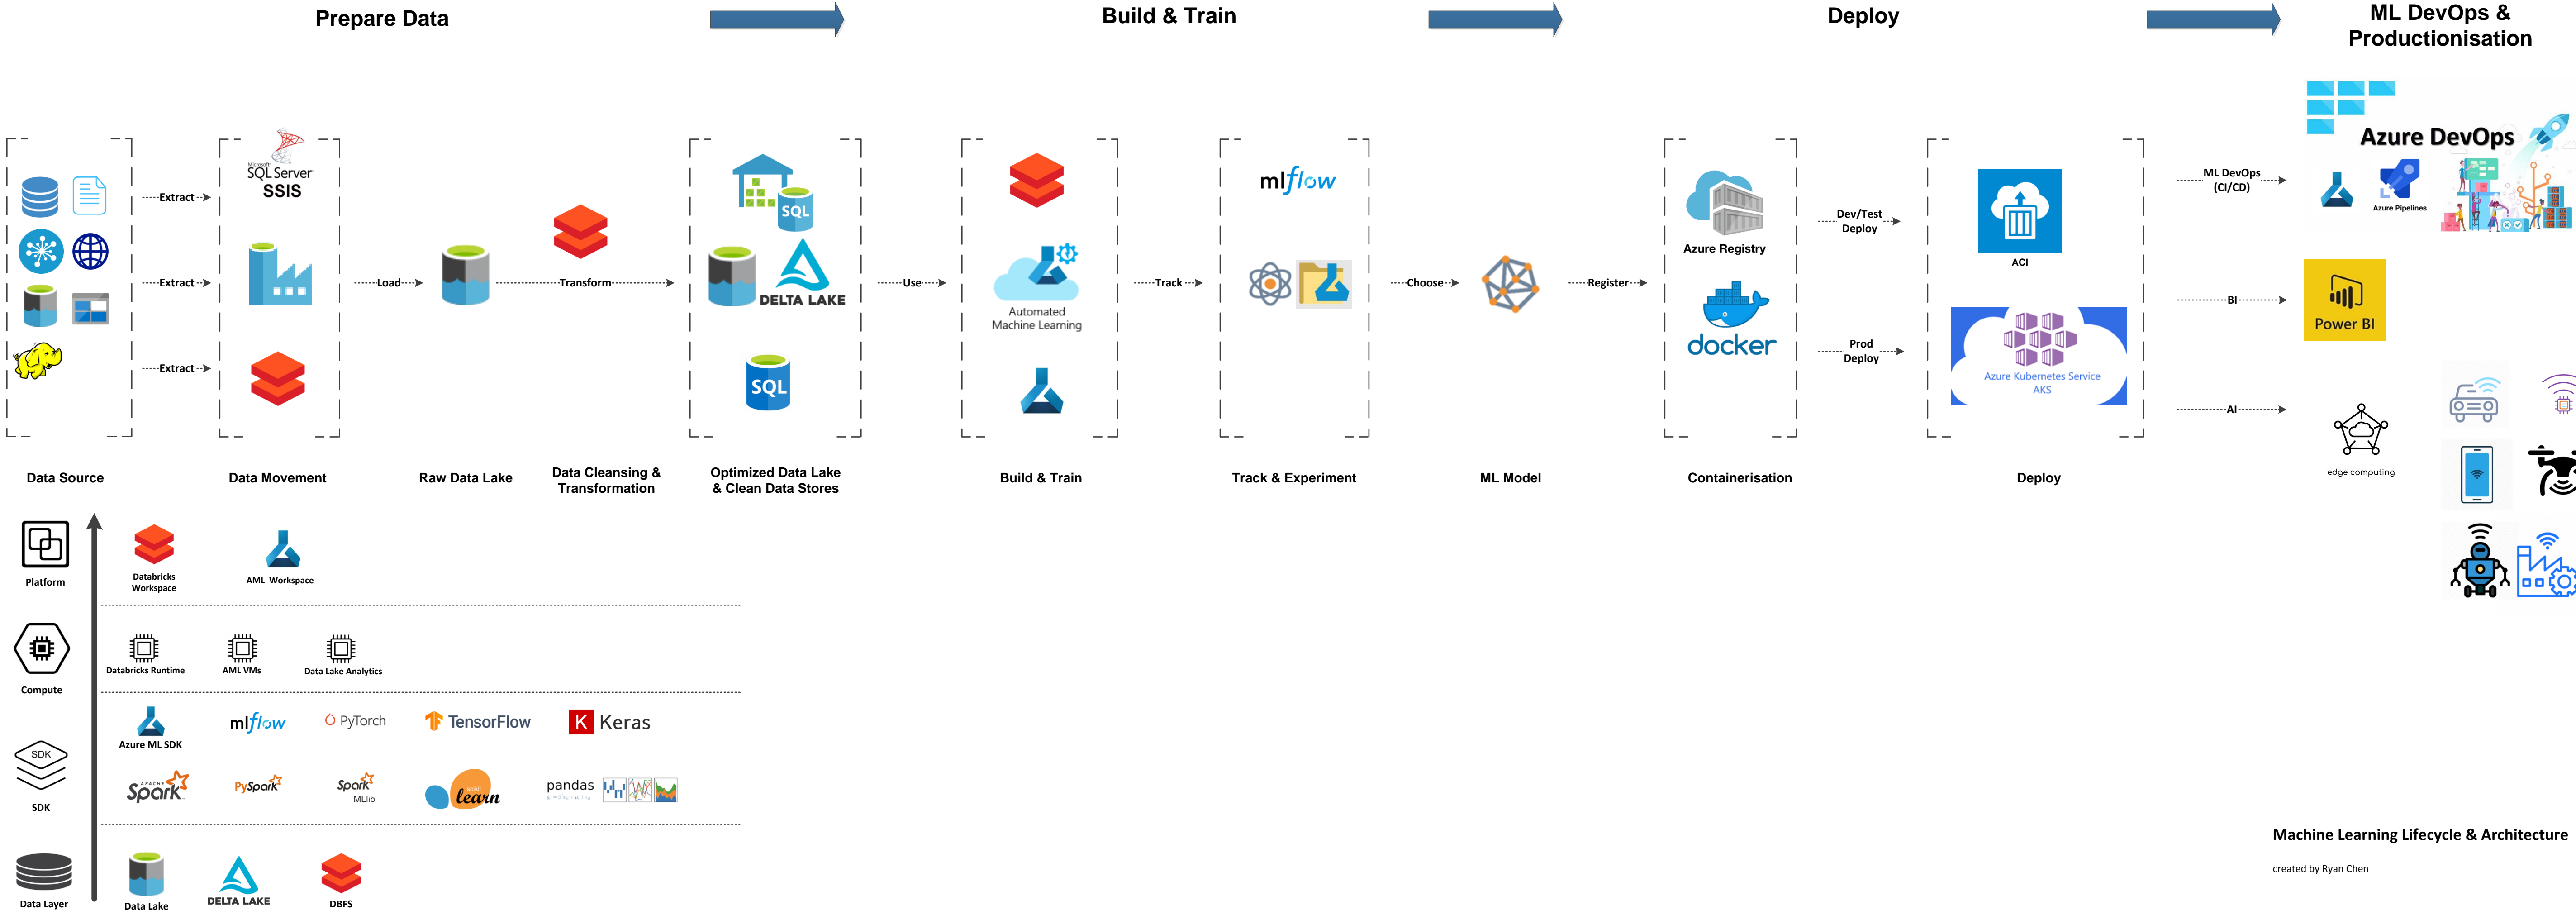 Prepare Data
Build & Train
Deploy
ML DevOps &
Productionisation
Microsoft
SQL Server
SSIS
Extract
Extract
Extract
Load
Transform
SQL
DELTA LAKE
SQL
Use
Automated
Machine Learning
Track
mlflow
Choose
Register
Azure Registry
docker
Dev/Test
Deploy
Prod
Deploy
ACI
Azure Kubernetes Service
AKS
ML DevOps
(CI/CD)
BI
AI
Azure DevOps
Azure Pipelines
Power BI
edge computing
Data Source
Data Movement
Raw Data Lake
Data Cleansing &
Transformation
Optimized Data Lake
& Clean Data Stores
Build & Train
Track & Experiment
ML Model
Containerisation
Deploy
Platform
Databricks
Workspace
AML Workspace
Compute
Databricks Runtime
AML VMs
Data Lake Analytics
SDK
SDK
Azure ML SDK
mlflow
PyTorch
TensorFlow
K Keras
APACHE
Spark
PySpark
Spark
MLlib
learn
pandas
Data Layer
Data Lake
DELTA LAKE
DBFS
Machine Learning Lifecycle & Architecture
created by Ryan Chen